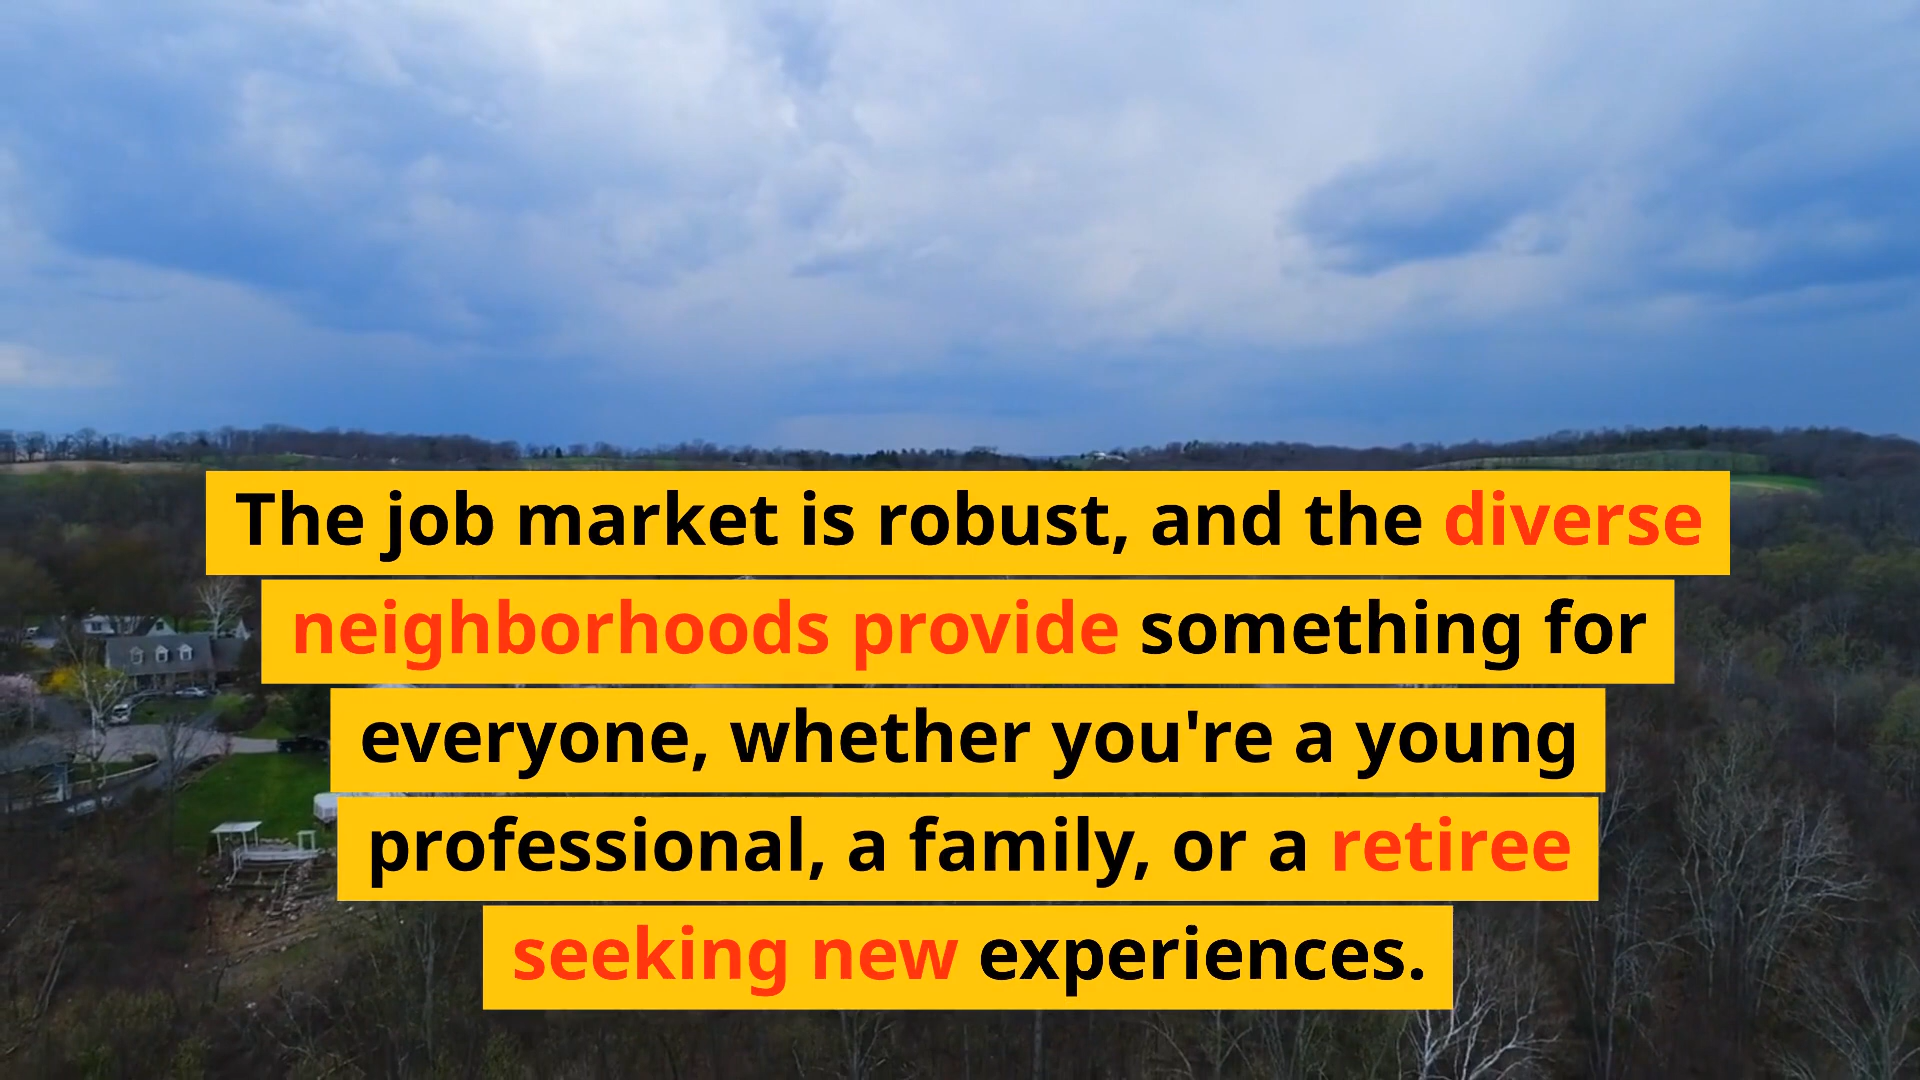 The job market is robust, and the diverse
neighborhoods provide something for
everyone, whether you're a young
professional, a family, or a retiree
seeking new experiences.